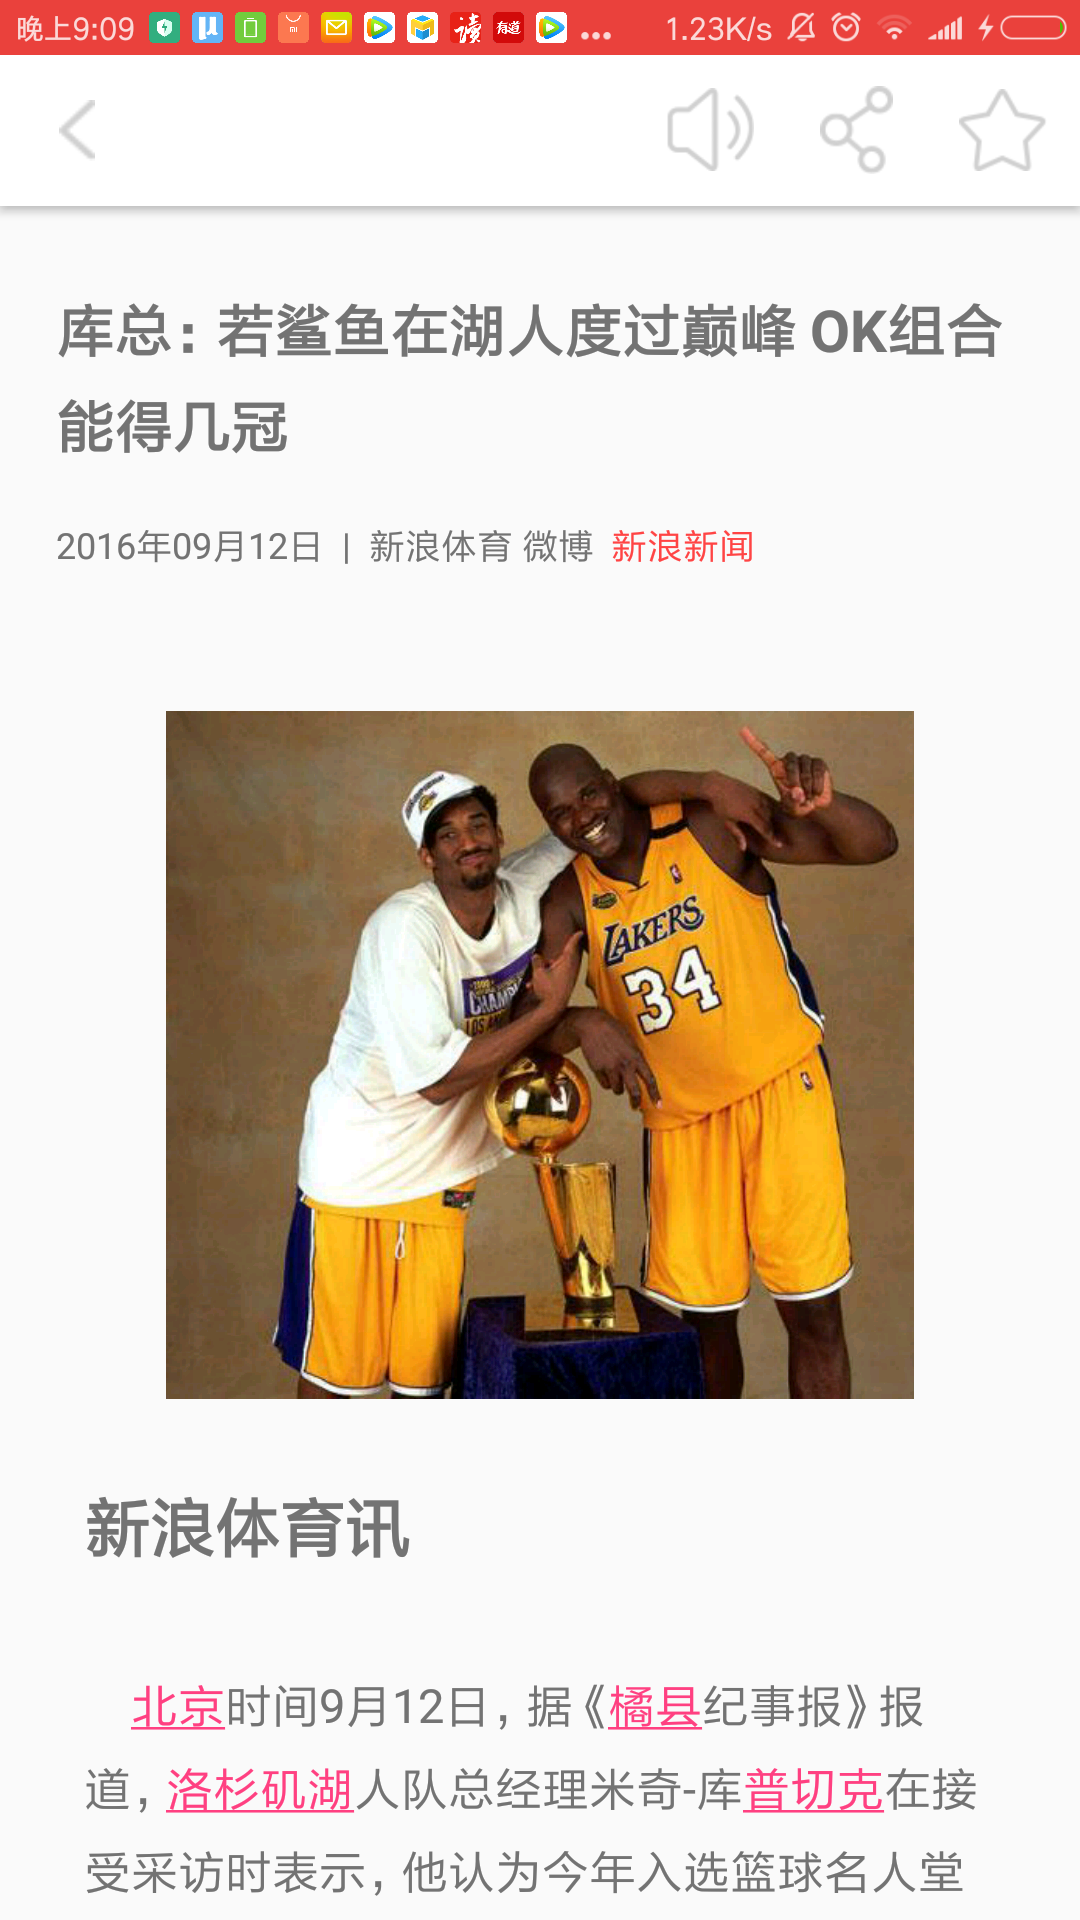 晚上9:09
读 有道
... 1.23K/s
库总：若鲨鱼在湖人度过巅峰 OK组合
能得几冠
2016年09月12日 | 新浪体育 微博 新浪新闻
LAKERS
34
CHAMP
LOS AN
新浪体育讯
北京时间9月12日，据《橘县纪事报》报
道，洛杉矶湖人队总经理米奇-库普切克在接
受采访时表示，他认为今年入选篮球名人堂